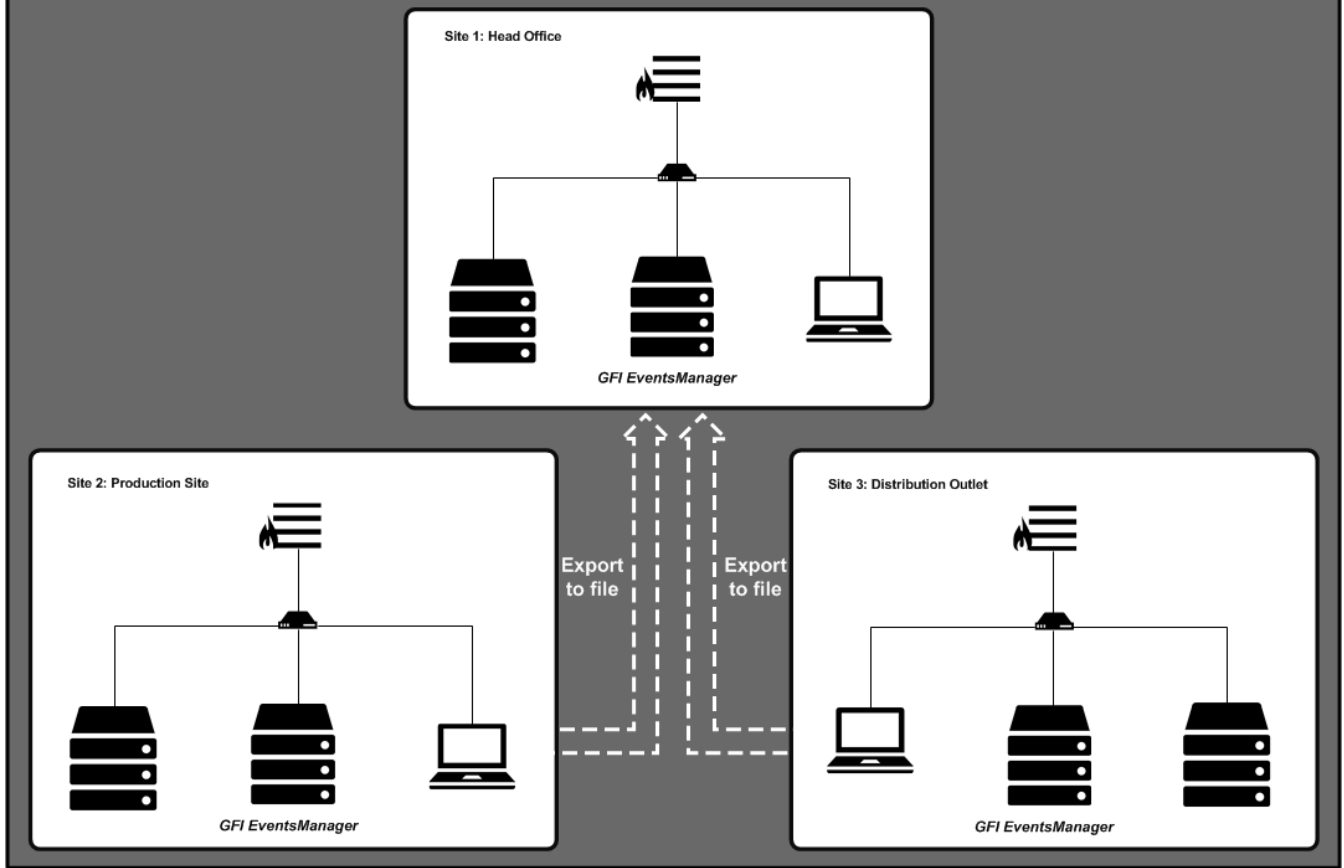 Site 1: Head Office
GFI EventsManager
Site 2: Production Site
Export
to file
GFI EventsManager
Export
to file
Site 3: Distribution Outlet
GFI EventsManager